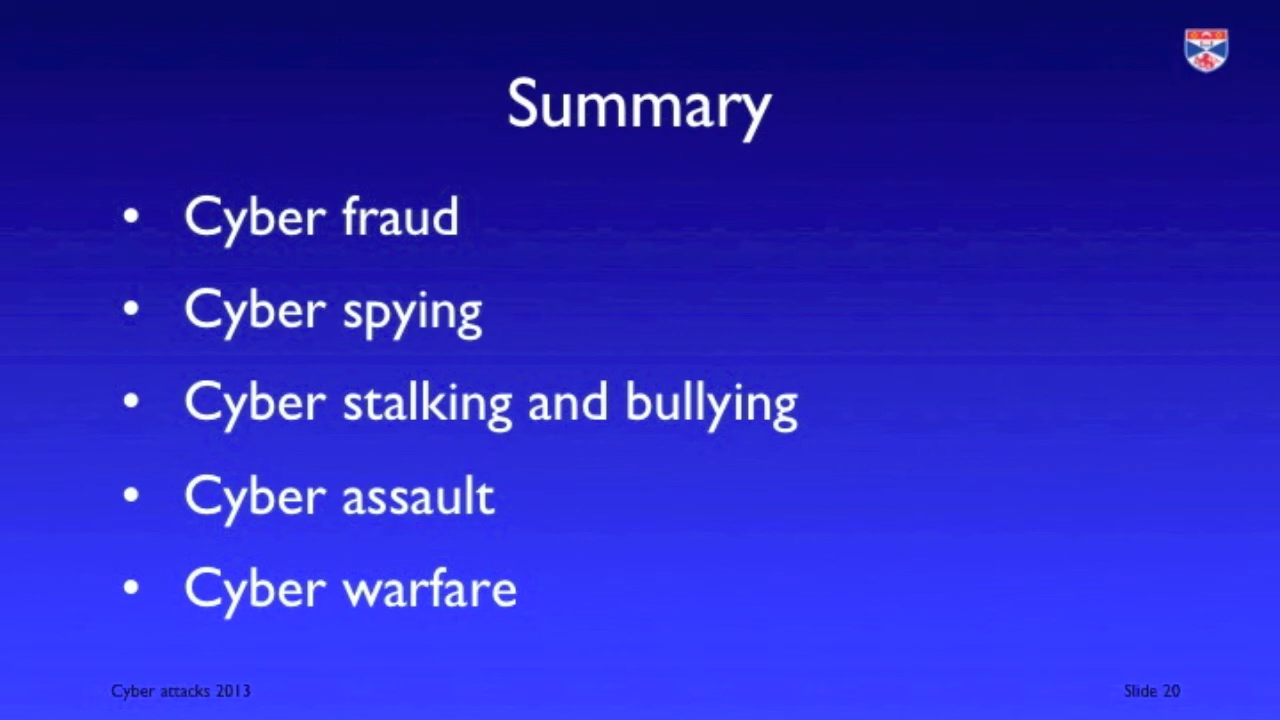 Summary
• Cyber fraud
• Cyber spying
• Cyber stalking and bullying
• Cyber assault
• Cyber warfare
Cyber attacks 2013
Slide 20